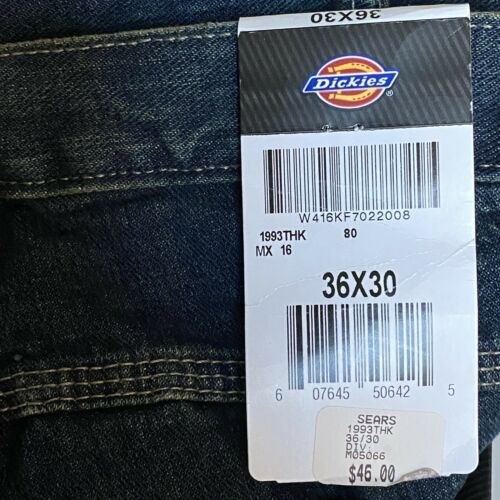 36X30
Dickies®
W416KF7022008
1993THK 80
MX 16
36X30
6 07645 50642 5
SEARS
1993THK
36/30
DIV:
M05066
$46.00